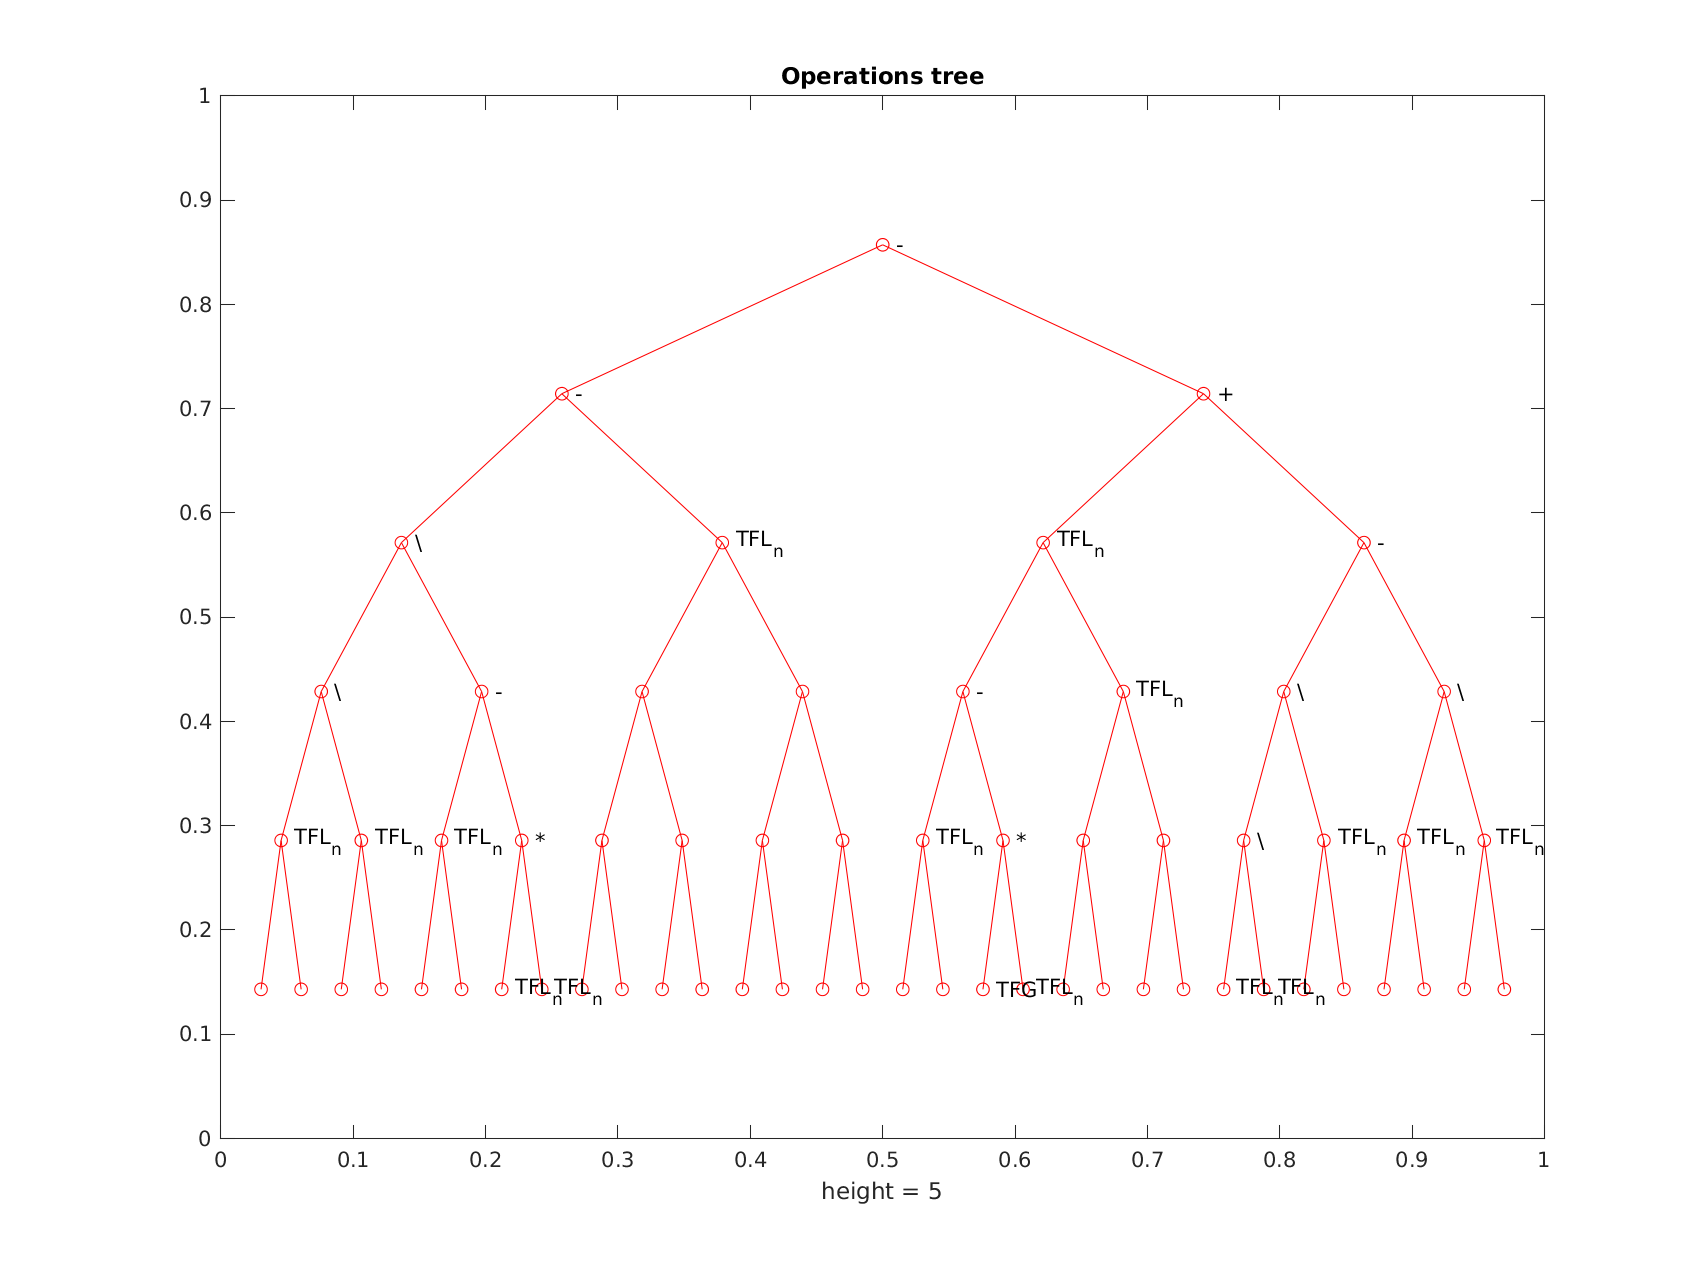 Operations tree
1
0.9
-
0.8
0.7
- +
0.6
\ TFLn TFLn -
0.5
\ - - TFLn \ \
0.4
0.3
TFLn TFLn TFLn * TFLn * \ TFLn TFLn TFLn
0.2
TFLn TFLn TFG TFLn TFLn TFLn
0.1
0
0 0.1 0.2 0.3 0.4 0.5 0.6 0.7 0.8 0.9 1
height = 5